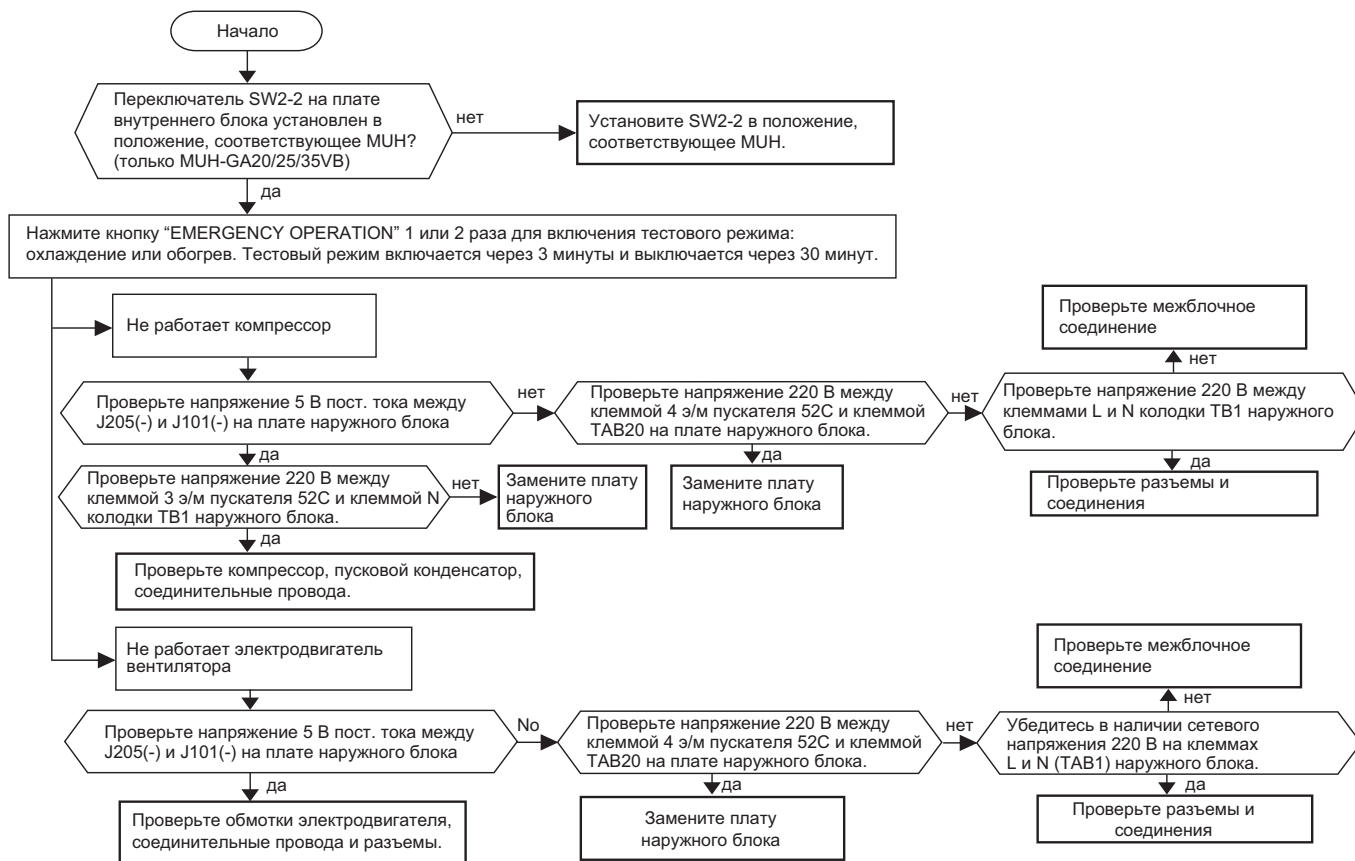 Начало
Переключатель SW2-2 на плате
внутреннего блока установлен в
положение, соответствующее MUH?
(только MUH-GA20/25/35VB)
нет
Установите SW2-2 в положение,
соответствующее MUH.
да
Нажмите кнопку “EMERGENCY OPERATION” 1 или 2 раза для включения тестового режима:
охлаждение или обогрев. Тестовый режим включается через 3 минуты и выключается через 30 минут.
Не работает компрессор
Проверьте межблочное
соединение
нет
Проверьте напряжение 5 В пост. тока между
J205(-) и J101(-) на плате наружного блока
нет
Проверьте напряжение 220 В между
клеммой 4 э/м пускателя 52C и клеммой
TAB20 на плате наружного блока.
нет
Проверьте напряжение 220 В между
клеммами L и N колодки TB1 наружного
блока.
да
да
да
Проверьте напряжение 220 В между
клеммой 3 э/м пускателя 52C и клеммой N
колодки TB1 наружного блока.
нет
Замените плату
наружного
блока
Замените плату
наружного блока
Проверьте разъемы и
соединения
да
Проверьте компрессор, пусковой конденсатор,
соединительные провода.
Не работает электродвигатель
вентилятора
Проверьте межблочное
соединение
нет
Проверьте напряжение 5 В пост. тока между
J205(-) и J101(-) на плате наружного блока
No
Проверьте напряжение 220 В между
клеммой 4 э/м пускателя 52C и клеммой
TAB20 на плате наружного блока.
нет
Убедитесь в наличии сетевого
напряжения 220 В на клеммах
L и N (TAB1) наружного блока.
да
да
да
Проверьте обмотки электродвигателя,
соединительные провода и разъемы.
Замените плату
наружного блока
Проверьте разъемы и
соединения